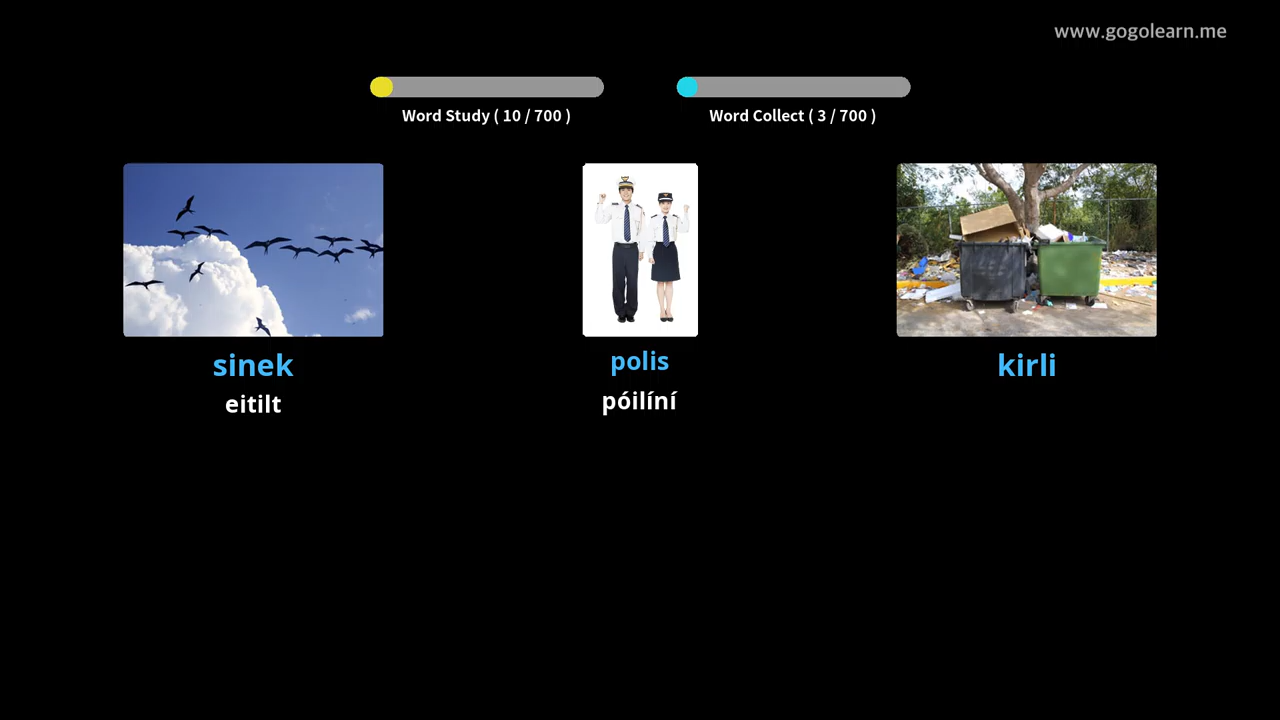 www.gogolearn.me
Word Study ( 10 / 700 )
Word Collect ( 3 / 700 )
sinek
eitilt
polis
póilíní
kirli